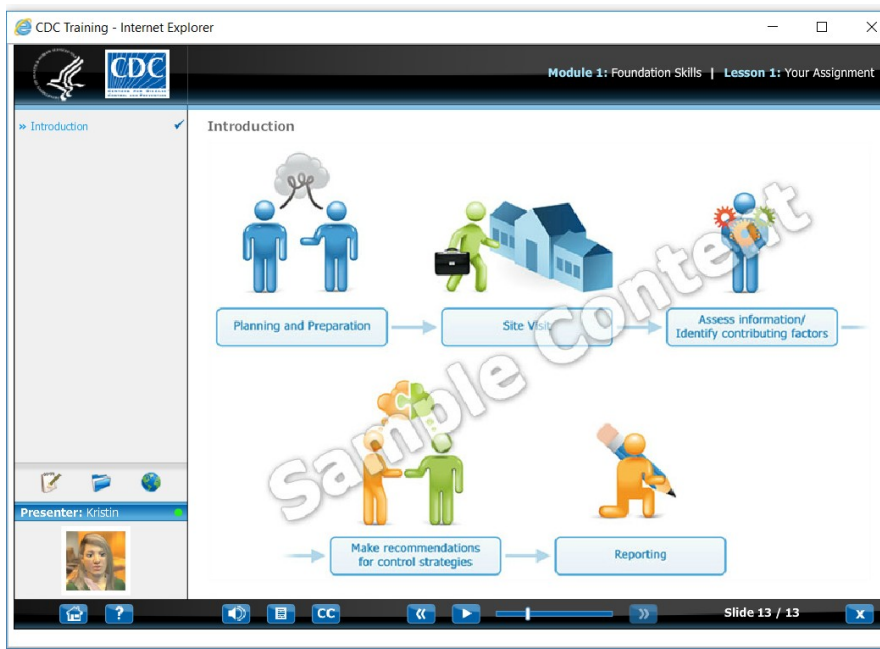 CDC Training - Internet Explorer
CDC
Module 1: Foundation Skills | Lesson 1: Your Assignment
» Introduction
Introduction
Planning and Preparation
Site Visit
Assess information/
Identify contributing factors
Sample Content
Make recommendations
for control strategies
Reporting
Presenter: Kristin
?
CC
Slide 13 / 13
X